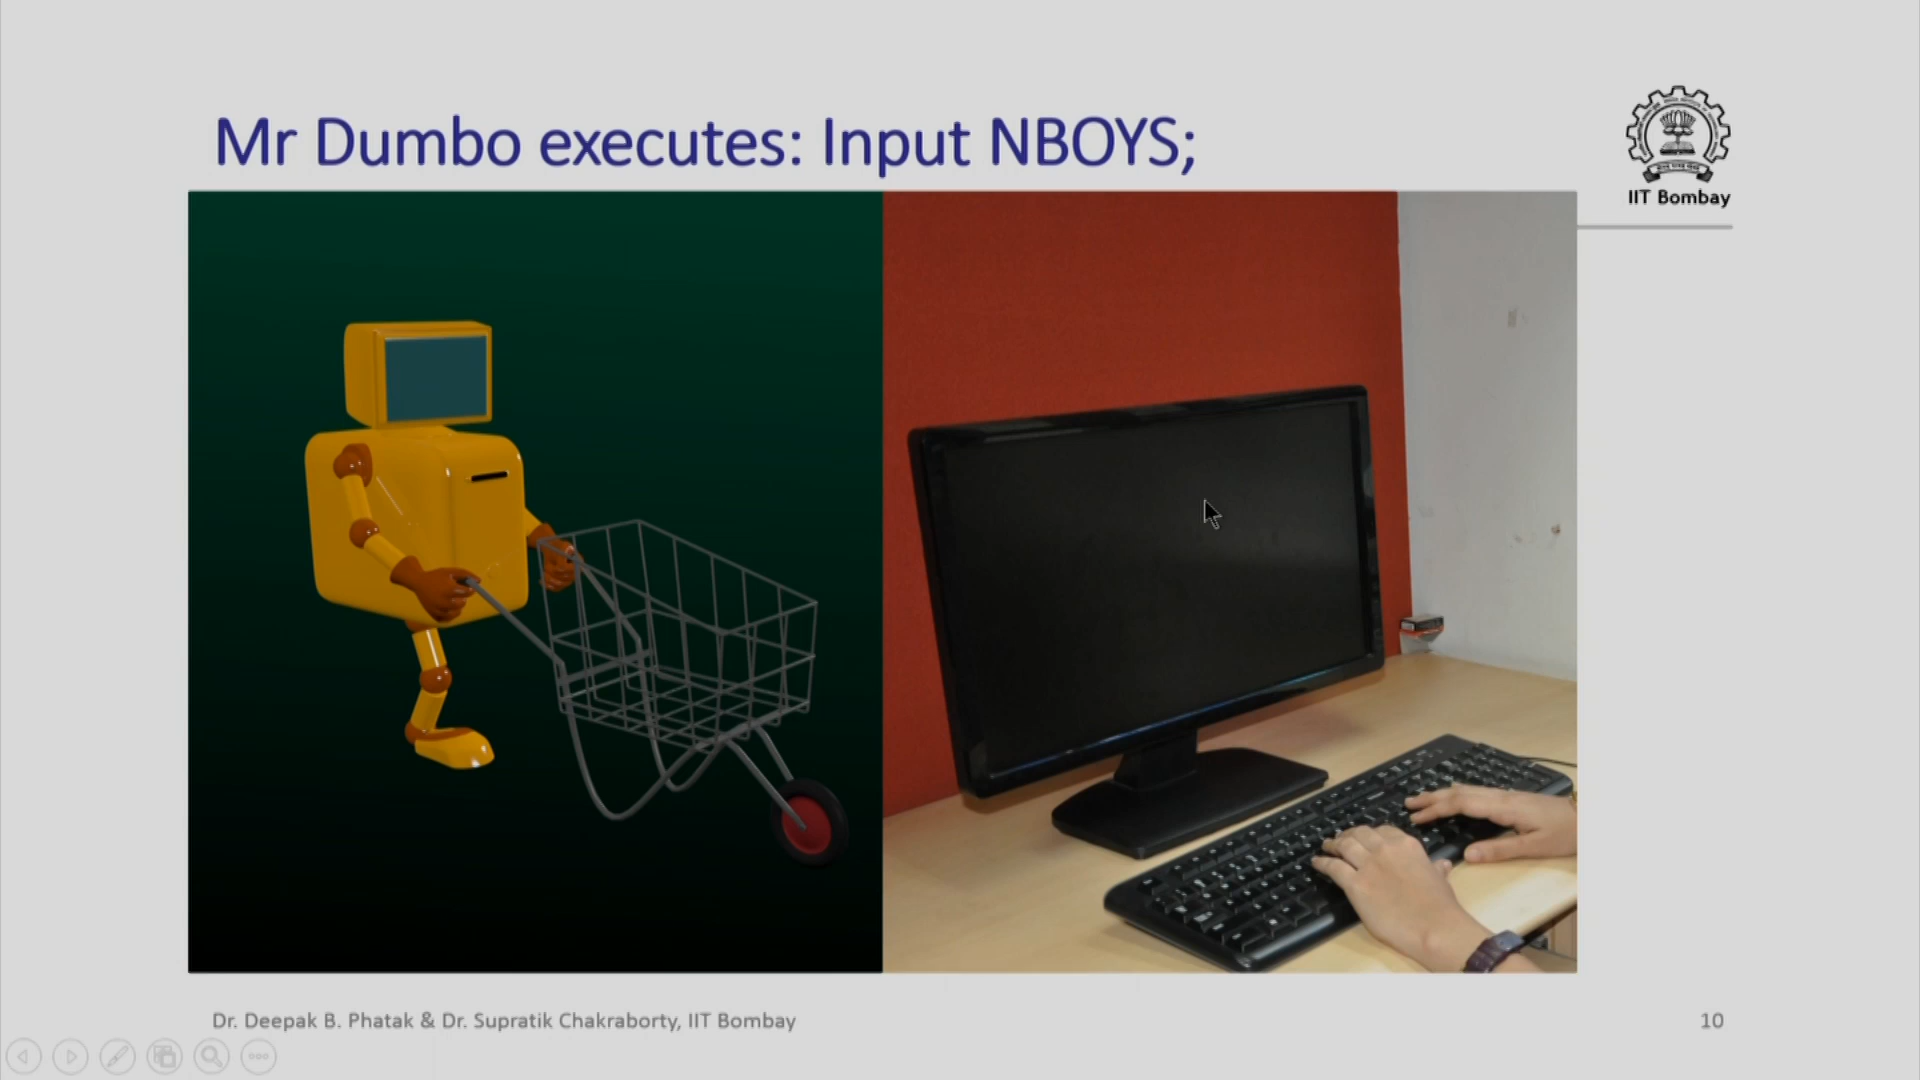 Mr Dumbo executes: Input NBOYS;
IIT Bombay
Dr. Deepak B. Phatak & Dr. Supratik Chakraborty, IIT Bombay
10